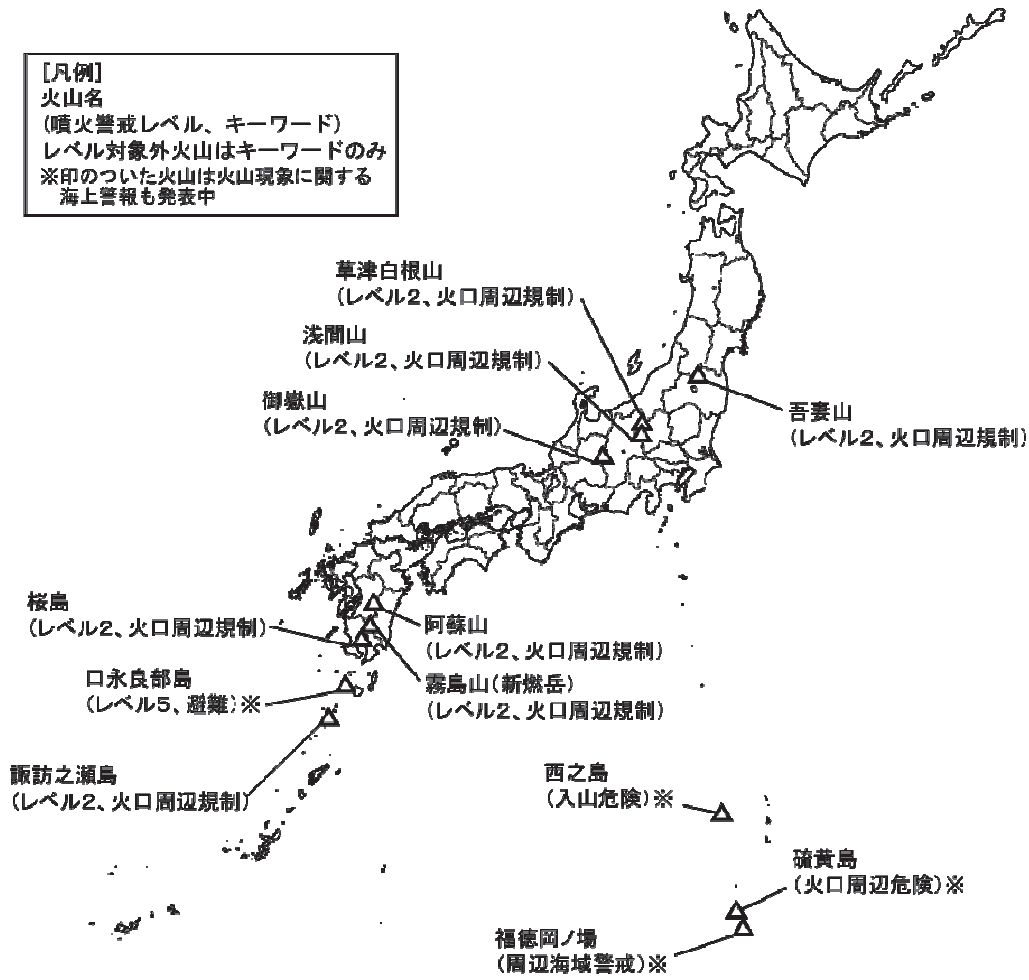 [凡例]
火山名
(噴火警戒レベル、キーワード)
レベル対象外火山はキーワードのみ
※印のついた火山は火山現象に関する
海上警報も発表中
草津白根山
(レベル2、火口周辺規制)
浅間山
(レベル2、火口周辺規制)
御嶽山
(レベル2、火口周辺規制)
吾妻山
(レベル2、火口周辺規制)
桜島
(レベル2、火口周辺規制)
阿蘇山
(レベル2、火口周辺規制)
口永良部島
(レベル5、避難)※
霧島山(新燃岳)
(レベル2、火口周辺規制)
諏訪之瀬島
(レベル2、火口周辺規制)
西之島
(入山危険)※
硫黄島
(火口周辺危険)※
福徳岡ノ場
(周辺海域警戒)※